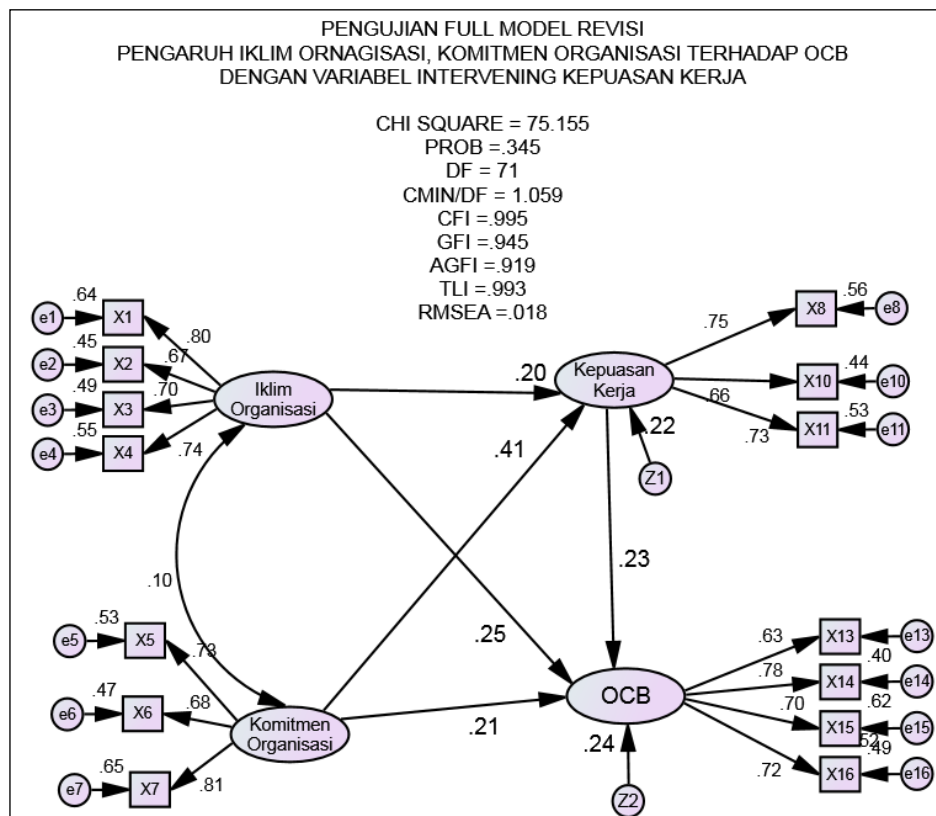 PENGUJIAN FULL MODEL REVISI
PENGARUH IKLIM ORNAGISASI, KOMITMEN ORGANISASI TERHADAP OCB
DENGAN VARIABEL INTERVENING KEPUASAN KERJA
CHI SQUARE = 75.155
PROB =.345
DF = 71
CMIN/DF = 1.059
CFI =.995
GFI =.945
AGFI =.919
TLI =.993
RMSEA =.018
e1
.64
X1
.80
e2
.45
X2
.67
e3
.49
X3
.70
e4
.55
X4
.74
Iklim
Organisasi
.20
.41
.25
.10
Kepuasan
Kerja
.22
Z1
.75
X8
.56
e8
X10
.44
e10
.66
X11
.53
e11
.73
.23
e5
.53
X5
.73
e6
.47
X6
.68
e7
.65
X7
.81
Komitmen
Organisasi
.21
OCB
.24
Z2
.63
X13
e13
.40
.78
X14
e14
.62
.70
X15
e15
.52
.49
.72
X16
e16